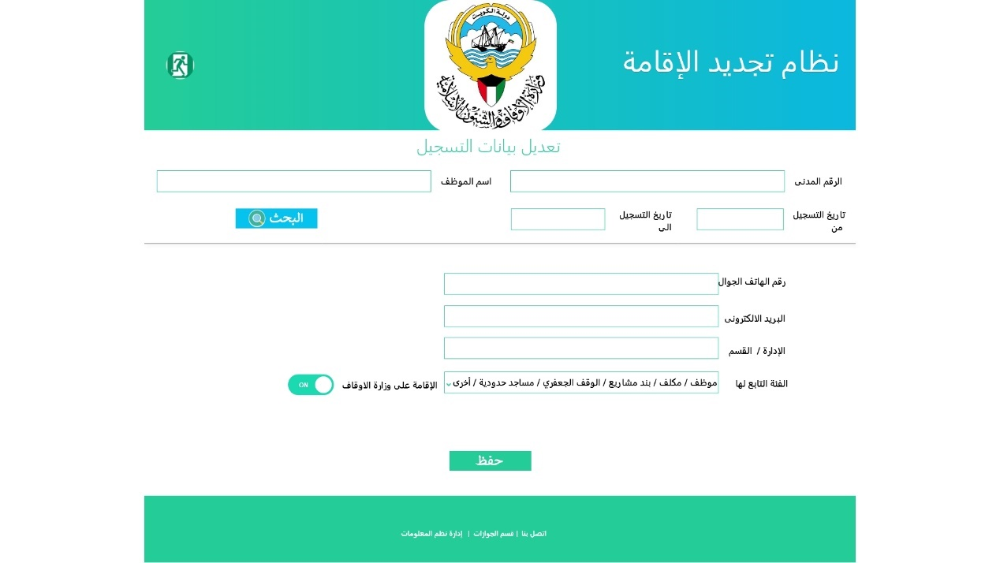 دولة الكويت
وزارة الأوقاف والشئون الإسلامية
نظام تجديد الإقامة
تعديل بيانات التسجيل
الرقم المدنى
اسم الموظف
تاريخ التسجيل من
تاريخ التسجيل الى
البحث
رقم الهاتف الجوال
البريد الالكترونى
الإدارة / القسم
الفئة التابع لها
موظف / مكلف / بند مشاريع / الوقف الجعفري / مساجد حدودية / أخرى
الإقامة على وزارة الاوقاف
ON
حفظ
اتصل بنا | قسم الجوازات | إدارة نظم المعلومات